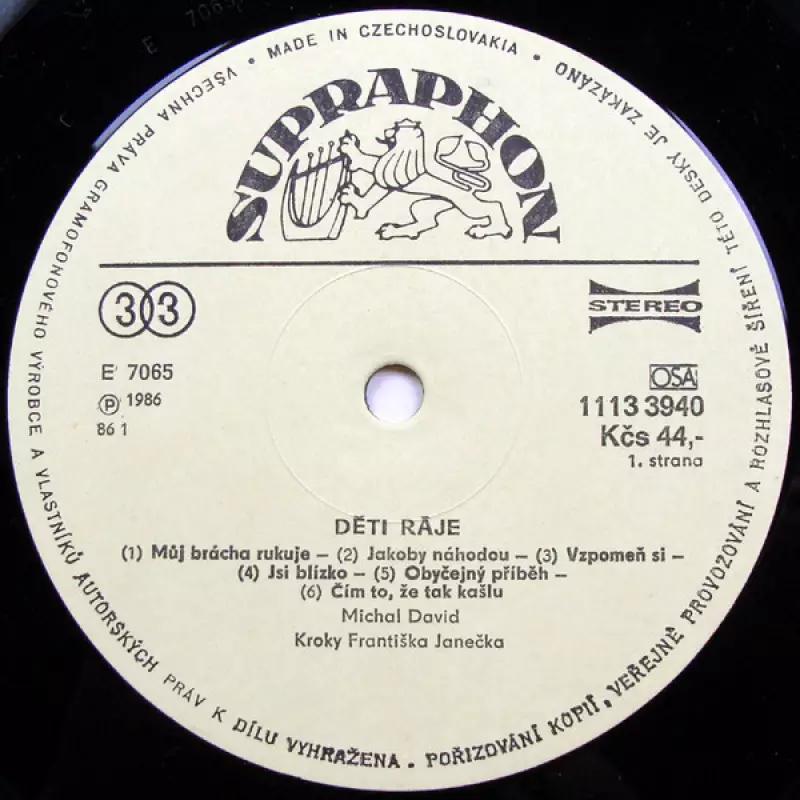 E 7065
• MADE IN CZECHOSLOVAKIA •
VŠECHNA PRÁVA GRAMOFONOVÉHO VÝROBCE A VLASTNÍKŮ AUTORSKÝCH PRÁV K DÍLU VYHRAŽENA. POŘIZOVÁNÍ KOPIÍ, VEŘEJNÉ PROVOZOVÁNÍ A ROZHLASOVÉ ŠÍŘENÍ TÉTO DESKY JE ZAKÁZÁNO
SUPRAPHON
33
STEREO
E 7065
Ⓟ 1986
86 1
OSA
1113 3940
Kčs 44,-
1. strana
DĚTI RÁJE
(1) Můj brácha rukuje – (2) Jakoby náhodou – (3) Vzpomeň si –
(4) Jsi blízko – (5) Obyčejný příběh –
(6) Čím to, že tak kašlu
Michal David
Kroky Františka Janečka